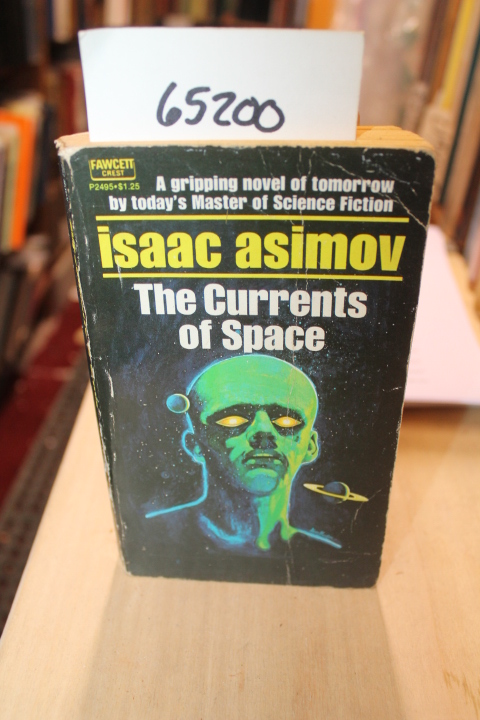 65200
FAWCETT
CREST
P2495•$1.25
A gripping novel of tomorrow
by today's Master of Science Fiction
isaac asimov
The Currents
of Space